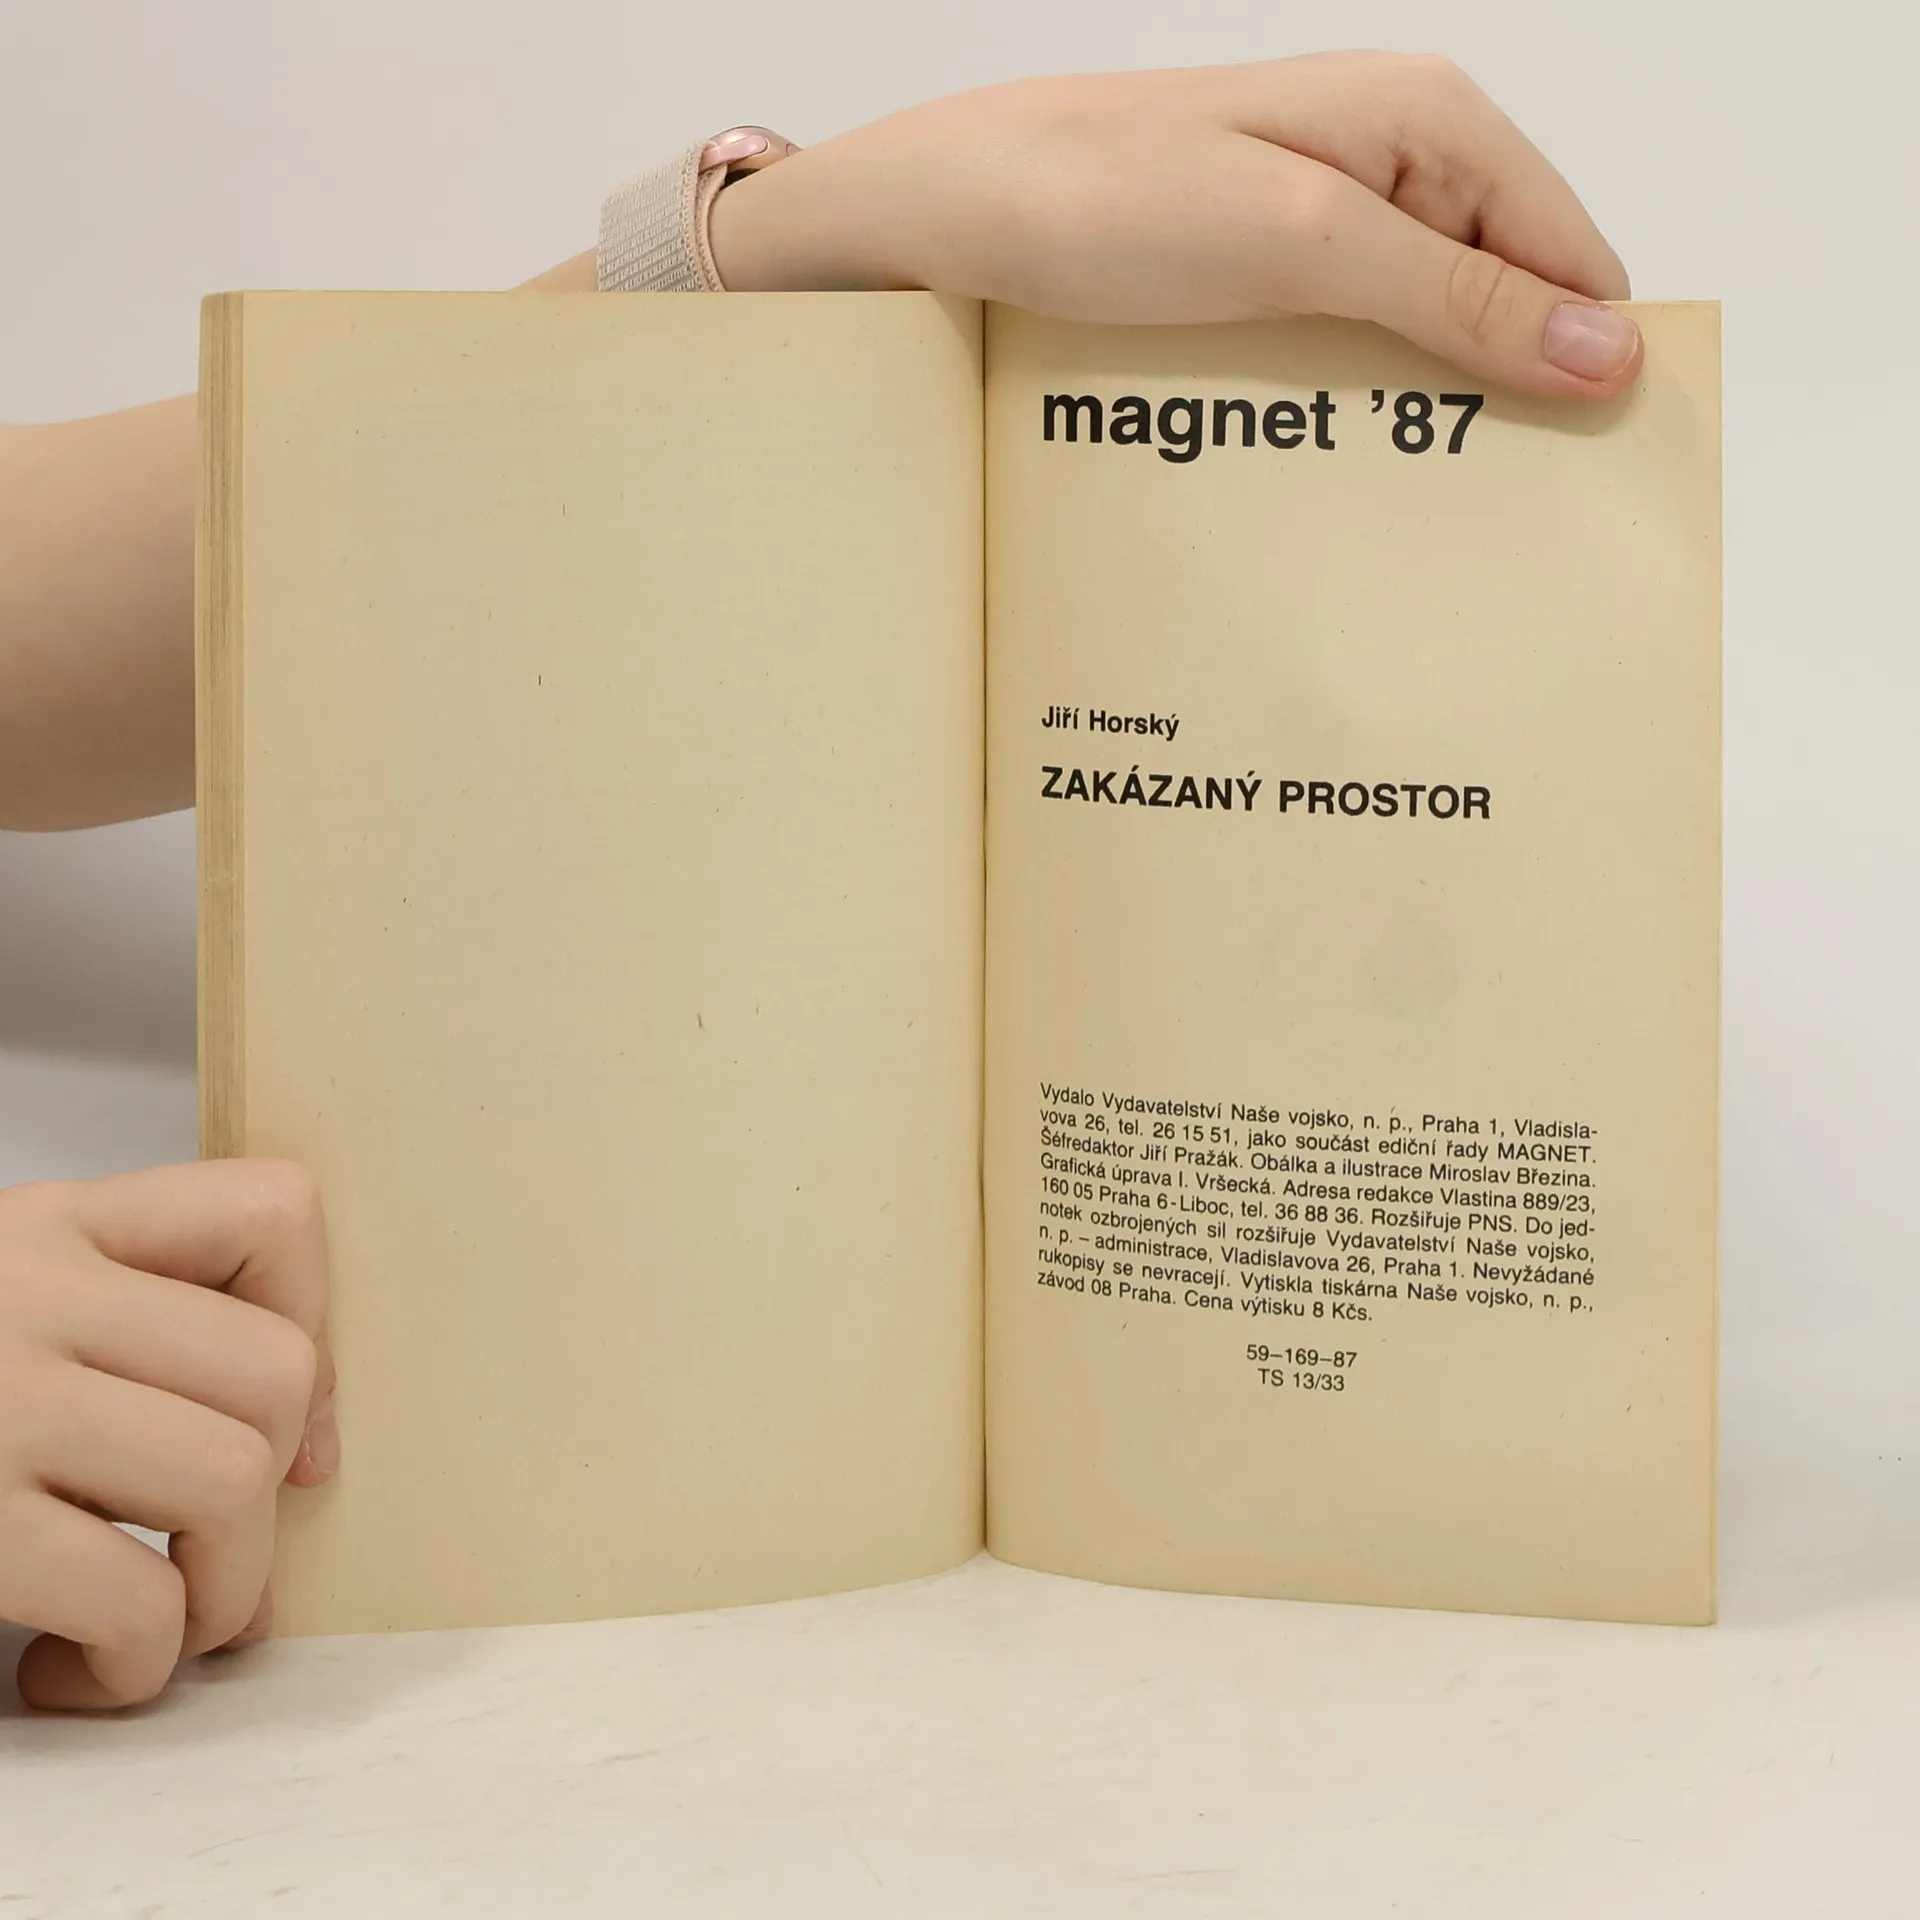 magnet ’87
Jiří Horský
ZAKÁZANÝ PROSTOR
Vydalo Vydavatelství Naše vojsko, n. p., Praha 1, Vladisla-
vova 26, tel. 26 15 51, jako součást ediční řady MAGNET.
Šéfredaktor Jiří Pražák. Obálka a ilustrace Miroslav Březina.
Grafická úprava I. Vršecká. Adresa redakce Vlastina 889/23,
160 05 Praha 6-Liboc, tel. 36 88 36. Rozšiřuje PNS. Do jed-
notek ozbrojených sil rozšiřuje Vydavatelství Naše vojsko,
n. p. – administrace, Vladislavova 26, Praha 1. Nevyžádané
rukopisy se nevracejí. Vytiskla tiskárna Naše vojsko, n. p.,
závod 08 Praha. Cena výtisku 8 Kčs.
59–169–87
TS 13/33